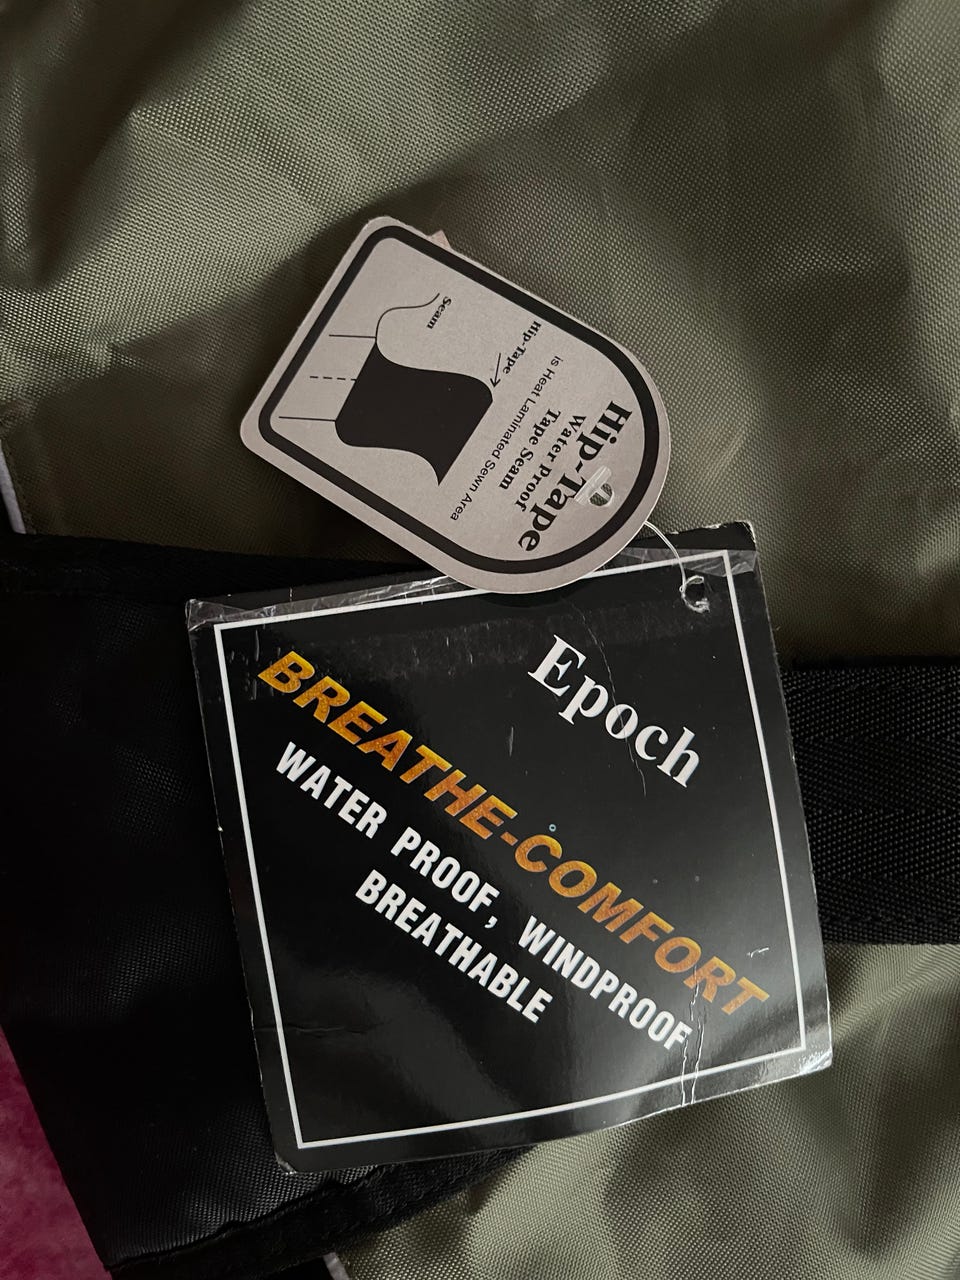 Hip-Tape
Water Proof
Tape Seam
is Heat Laminated Sewn Area
Hip-Tape
Seam
Epoch
BREATHE-COMFORT
WATER PROOF, WINDPROOF
BREATHABLE